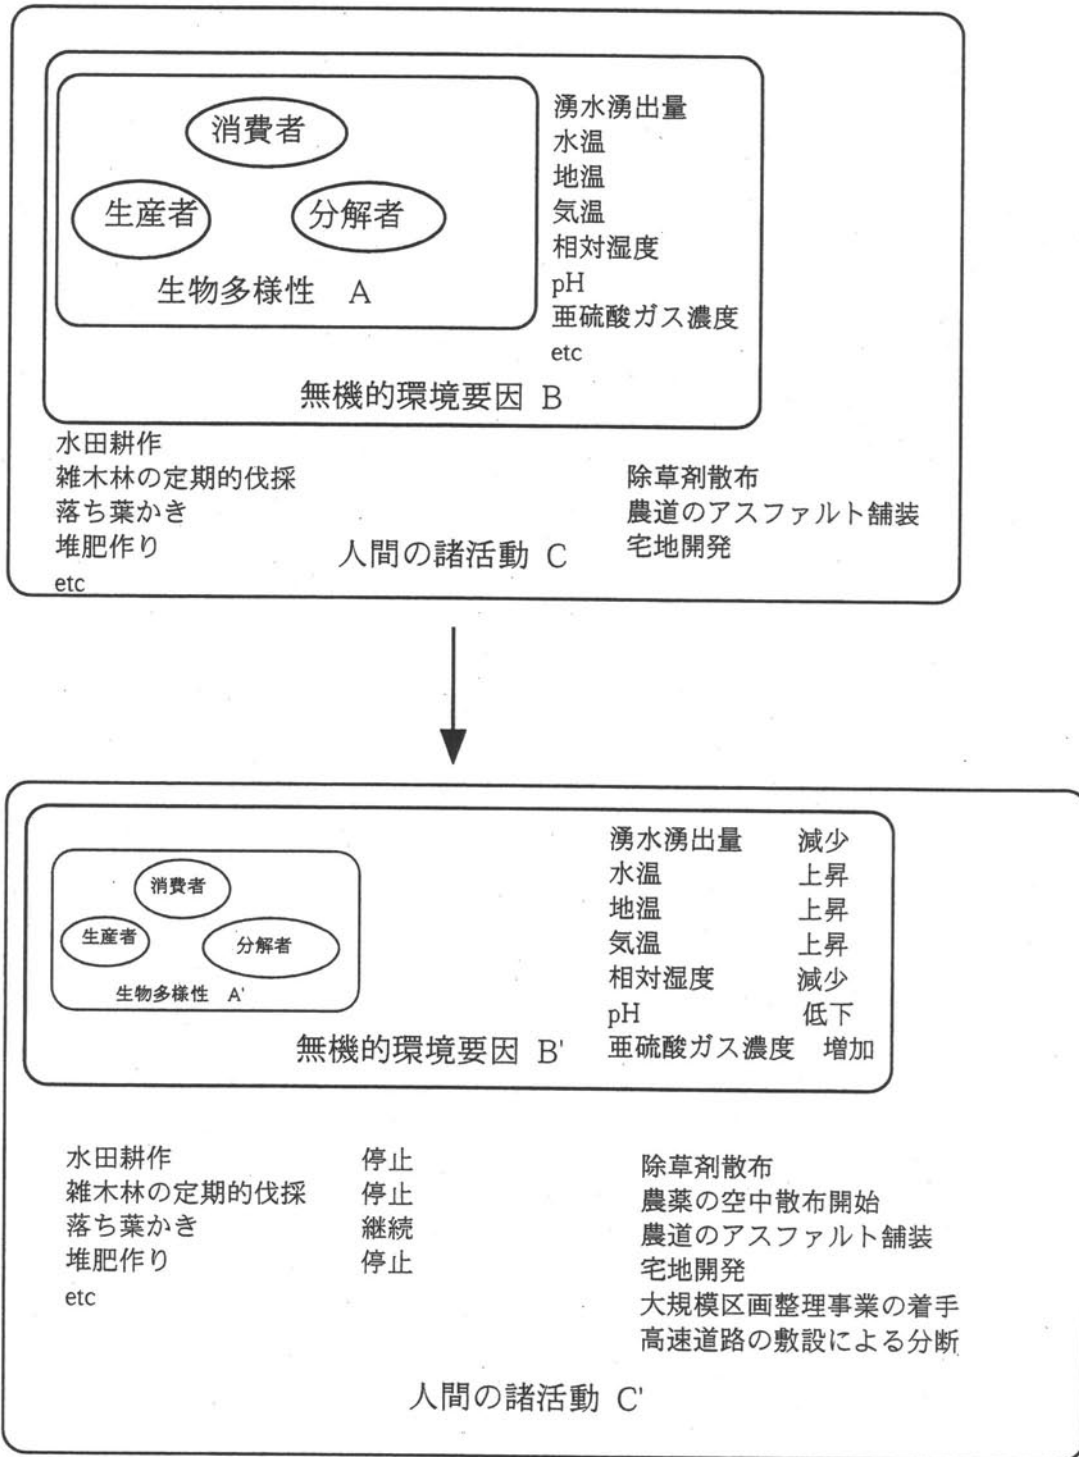 消費者
生産者
分解者
生物多様性 A
湧水湧出量
水温
地温
気温
相対湿度
pH
亜硫酸ガス濃度
etc
無機的環境要因 B
水田耕作
雑木林の定期的伐採
落ち葉かき
堆肥作り
etc
人間の諸活動 C
除草剤散布
農道のアスファルト舗装
宅地開発
消費者
生産者
分解者
生物多様性 A'
湧水湧出量 減少
水温 上昇
地温 上昇
気温 上昇
相対湿度 減少
pH 低下
亜硫酸ガス濃度 増加
無機的環境要因 B'
水田耕作 停止
雑木林の定期的伐採 停止
落ち葉かき 継続
堆肥作り 停止
etc
除草剤散布
農薬の空中散布開始
農道のアスファルト舗装
宅地開発
大規模区画整理事業の着手
高速道路の敷設による分断
人間の諸活動 C'